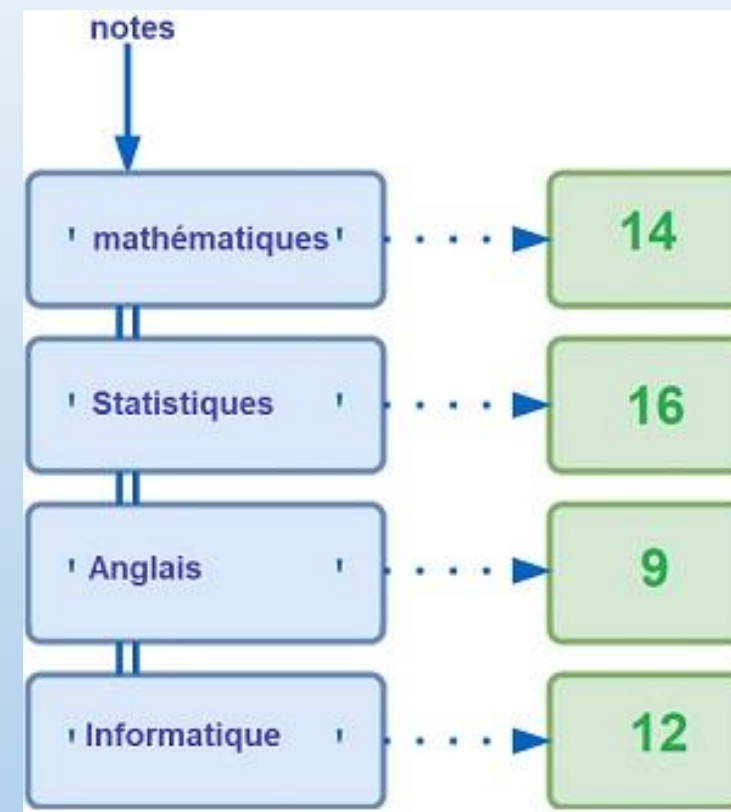 notes
' mathématiques' 14
' Statistiques ' 16
' Anglais ' 9
' Informatique ' 12